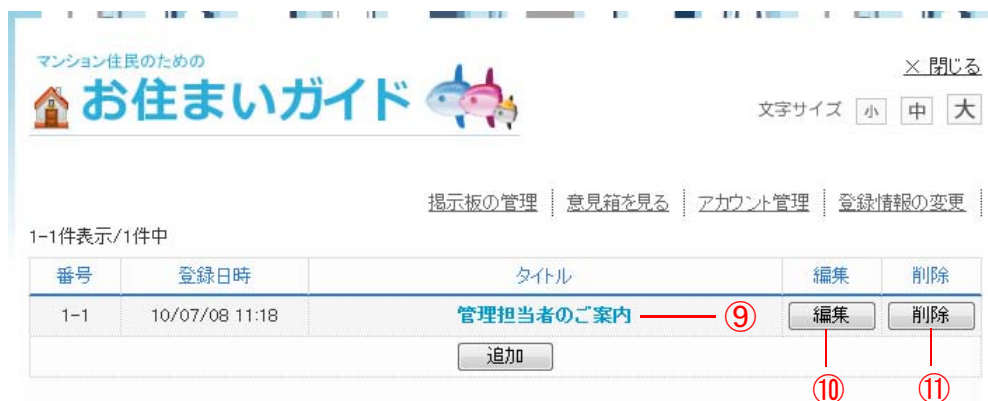 マンション住民のための
お住まいガイド
× 閉じる
文字サイズ 小 中 大
掲示板の管理 意見箱を見る アカウント管理 登録情報の変更
1-1件表示/1件中
番号 登録日時 タイトル 編集 削除
1-1 10/07/08 11:18 管理担当者のご案内 ⑨ 編集 削除
追加
⑩ ⑪